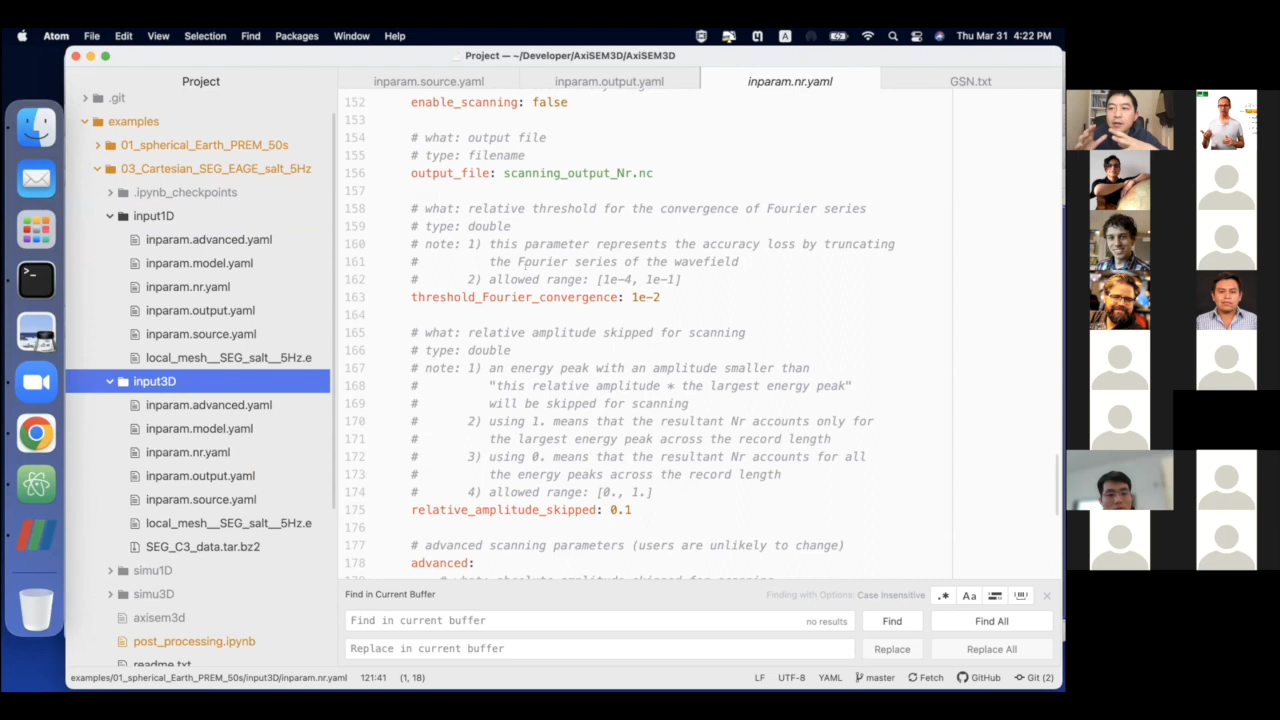 Atom File Edit View Selection Find Packages Window Help
Thu Mar 31 4:22 PM
Project — ~/Developer/AxiSEM3D/AxiSEM3D
Project
inparam.source.yaml
inparam.output.yaml
inparam.nr.yaml
GSN.txt
.git
examples
01_spherical_Earth_PREM_50s
03_Cartesian_SEG_EAGE_salt_5Hz
.ipynb_checkpoints
input1D
inparam.advanced.yaml
inparam.model.yaml
inparam.nr.yaml
inparam.output.yaml
inparam.source.yaml
local_mesh__SEG_salt__5Hz.e
input3D
inparam.advanced.yaml
inparam.model.yaml
inparam.nr.yaml
inparam.output.yaml
inparam.source.yaml
local_mesh__SEG_salt__5Hz.e
SEG_C3_data.tar.bz2
simu1D
simu3D
axisem3d
post_processing.ipynb
readme.txt
152 enable_scanning: false
153
154 # what: output file
155 # type: filename
156 output_file: scanning_output_Nr.nc
157
158 # what: relative threshold for the convergence of Fourier series
159 # type: double
160 # note: 1) this parameter represents the accuracy loss by truncating
161 # the Fourier series of the wavefield
162 # 2) allowed range: [1e-4, 1e-1]
163 threshold_Fourier_convergence: 1e-2
164
165 # what: relative amplitude skipped for scanning
166 # type: double
167 # note: 1) an energy peak with an amplitude smaller than
168 # "this relative amplitude * the largest energy peak"
169 # will be skipped for scanning
170 # 2) using 1. means that the resultant Nr accounts only for
171 # the largest energy peak across the record length
172 # 3) using 0. means that the resultant Nr accounts for all
173 # the energy peaks across the record length
174 # 4) allowed range: [0., 1.]
175 relative_amplitude_skipped: 0.1
176
177 # advanced scanning parameters (users are unlikely to change)
178 advanced:
Find in Current Buffer
Finding with Options: Case Insensitive
.* Aa
Find in current buffer
no results
Find
Find All
Replace in current buffer
Replace
Replace All
examples/01_spherical_Earth_PREM_50s/input3D/inparam.nr.yaml 121:41 (1, 18)
LF UTF-8 YAML master Fetch GitHub Git (2)